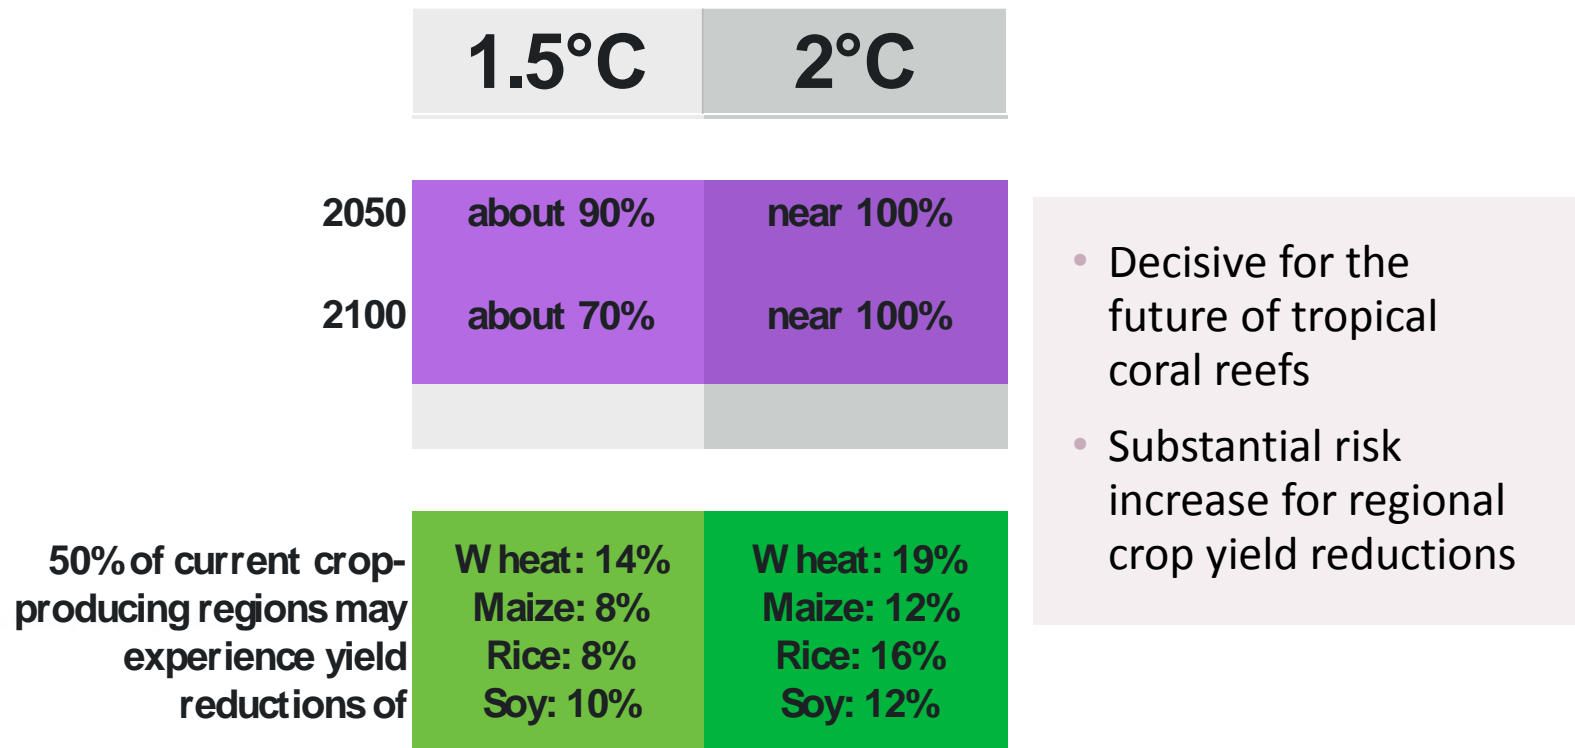 1.5°C 2°C
2050 about 90% near 100%
2100 about 70% near 100%
50% of current crop-
producing regions may
experience yield
reductions of
Wheat: 14% Wheat: 19%
Maize: 8% Maize: 12%
Rice: 8% Rice: 16%
Soy: 10% Soy: 12%
• Decisive for the
future of tropical
coral reefs
• Substantial risk
increase for regional
crop yield reductions